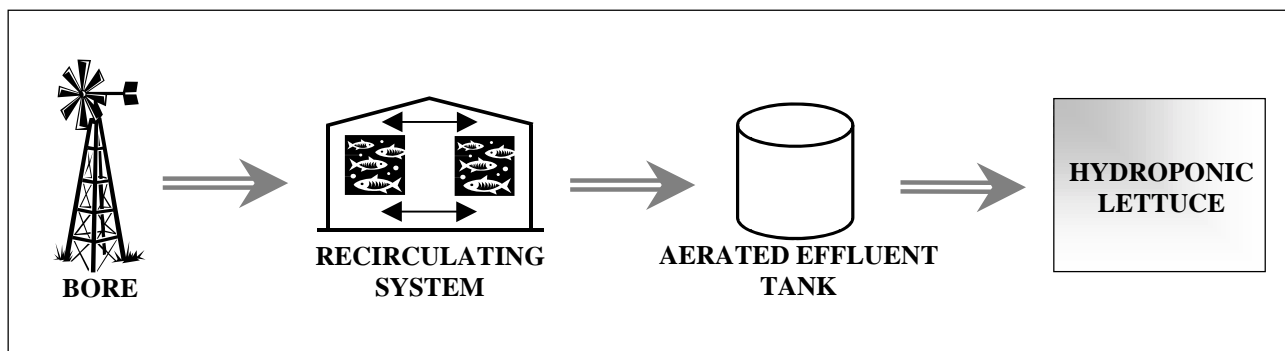 BORE
RECIRCULATING
SYSTEM
AERATED EFFLUENT
TANK
HYDROPONIC
LETTUCE